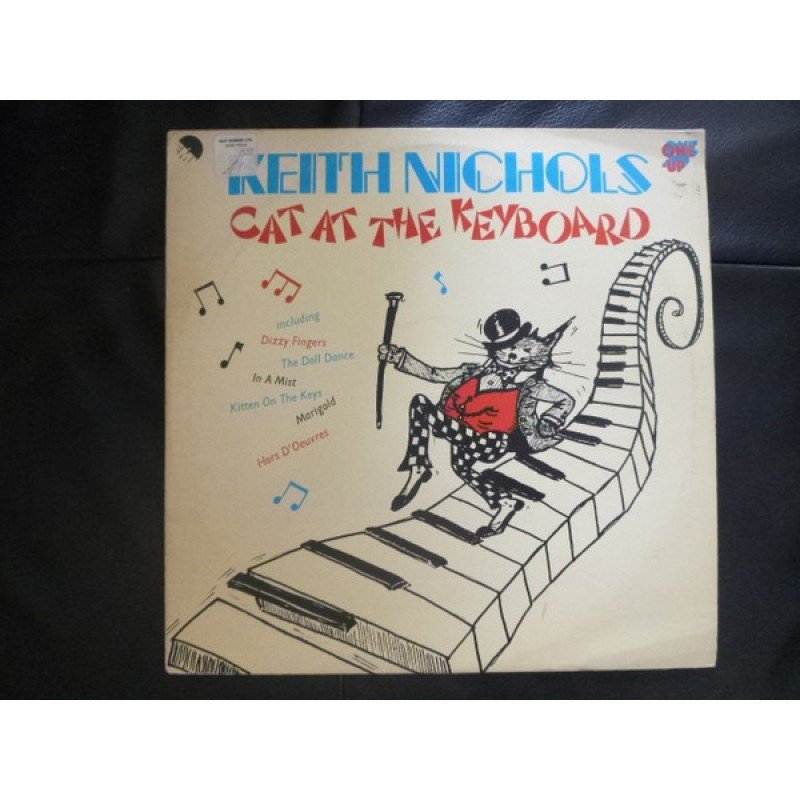 KEITH NICHOLS
ONE UP
CAT AT THE KEYBOARD
including
Dizzy Fingers
The Doll Dance
In A Mist
Kitten On The Keys
Marigold
Hors D'Oeuvres